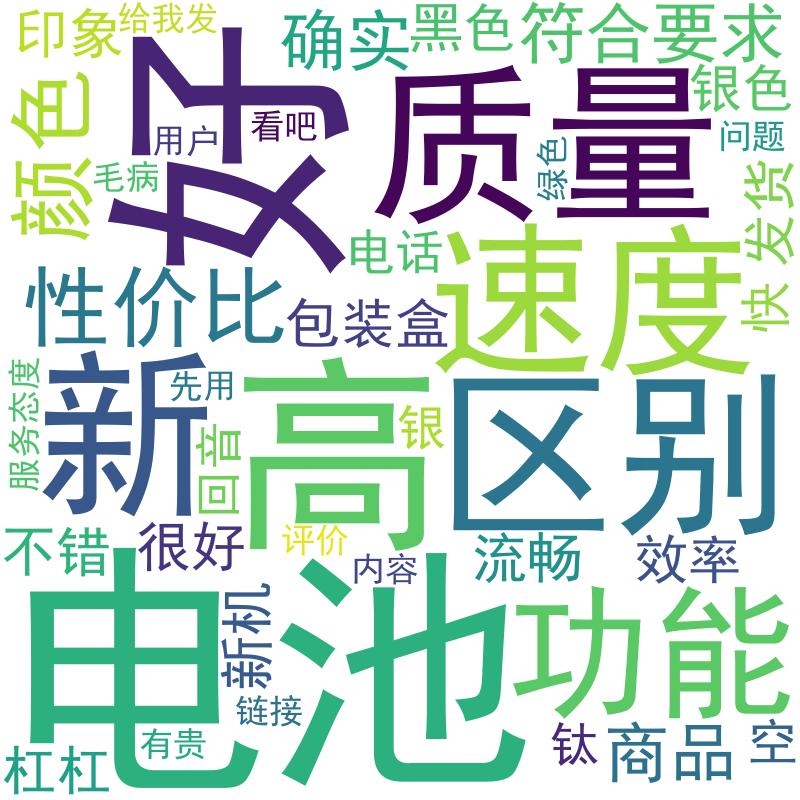 印象
给我发
确实
黑色
符合要求
颜色
好
用户
看吧
质量
银色
问题
毛病
绿色
发货
电话
速度
快
性价比
包装盒
新
先用
高
区别
服务态度
回音
银
不错
很好
评价
内容
流畅
效率
电池
新机
功能
链接
有贵
杠杠
钛
商品
空